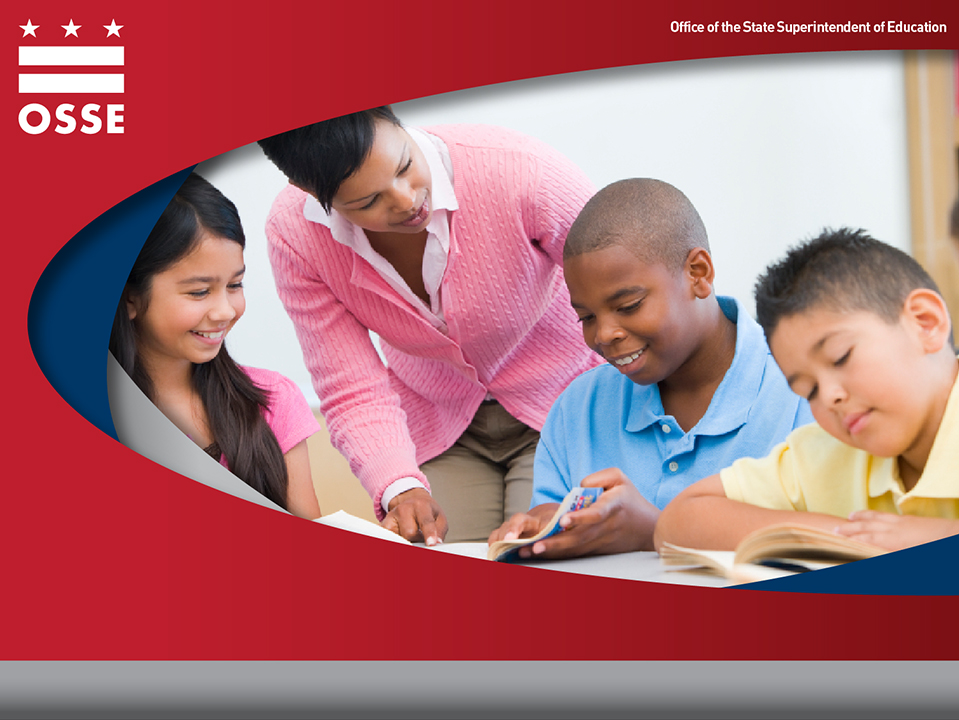 Office of the State Superintendent of Education
OSSE